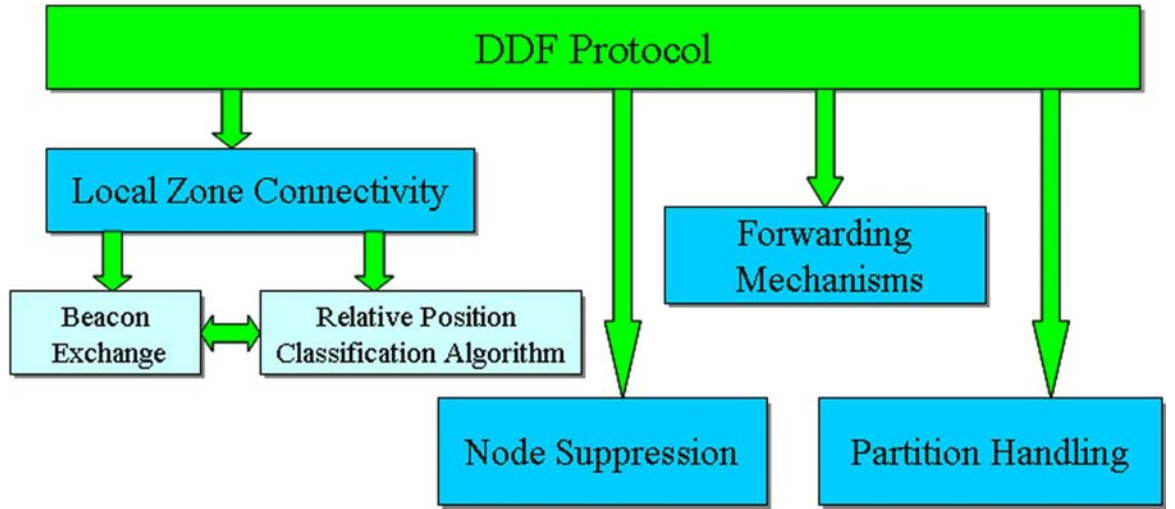 DDF Protocol
Local Zone Connectivity
Forwarding
Mechanisms
Beacon
Exchange
Relative Position
Classification Algorithm
Node Suppression
Partition Handling